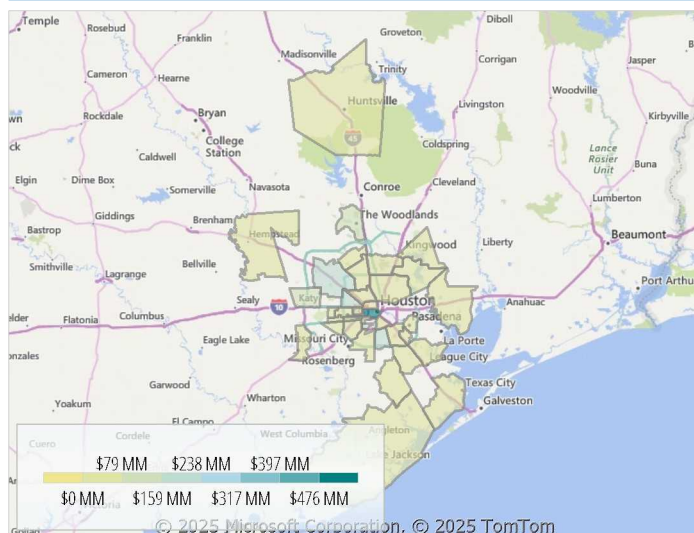 Temple
Rosebud
Franklin
Groveton
Diboll
Madisonville
Corrigan
Jasper
Trinity
Cameron
Hearne
Woodville
Rockdale
Huntsville
Livingston
Kirbyville
Bryan
45
College
Station
Coldspring
Lance
Rosier
Unit
Caldwell
Buna
Elgin
Dime Box
Somerville
Navasota
Conroe
Cleveland
Lumberton
Giddings
Brenham
The Woodlands
Bastrop
Hempstead
Kingwood
Liberty
Beaumont
Smithville
Bellville
Lagrange
Port Arthur
Sealy
10
Katy
Houston
Anahuac
Flatonia
Columbus
Pasadena
Eagle Lake
Missouri City
La Porte
League City
Rosenberg
Garwood
Texas City
Yoakum
Wharton
Galveston
El Campo
Cuero
Cordele
West Columbia
Angleton
$79 MM $238 MM $397 MM
Lake Jackson
$0 MM $159 MM $317 MM $476 MM
Victoria
© 2025 Microsoft Corporation, © 2025 TomTom